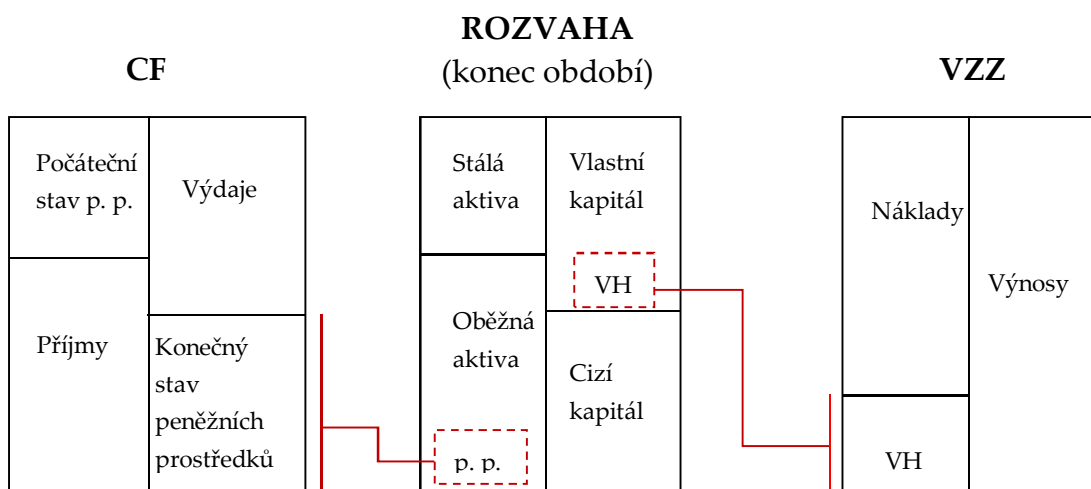 CF
ROZVAHA
(konec období)
VZZ
Počáteční
stav p. p.
Výdaje
Příjmy
Konečný
stav
peněžních
prostředků
Stálá
aktiva
Vlastní
kapitál
VH
Oběžná
aktiva
Cizí
kapitál
p. p.
Náklady
Výnosy
VH